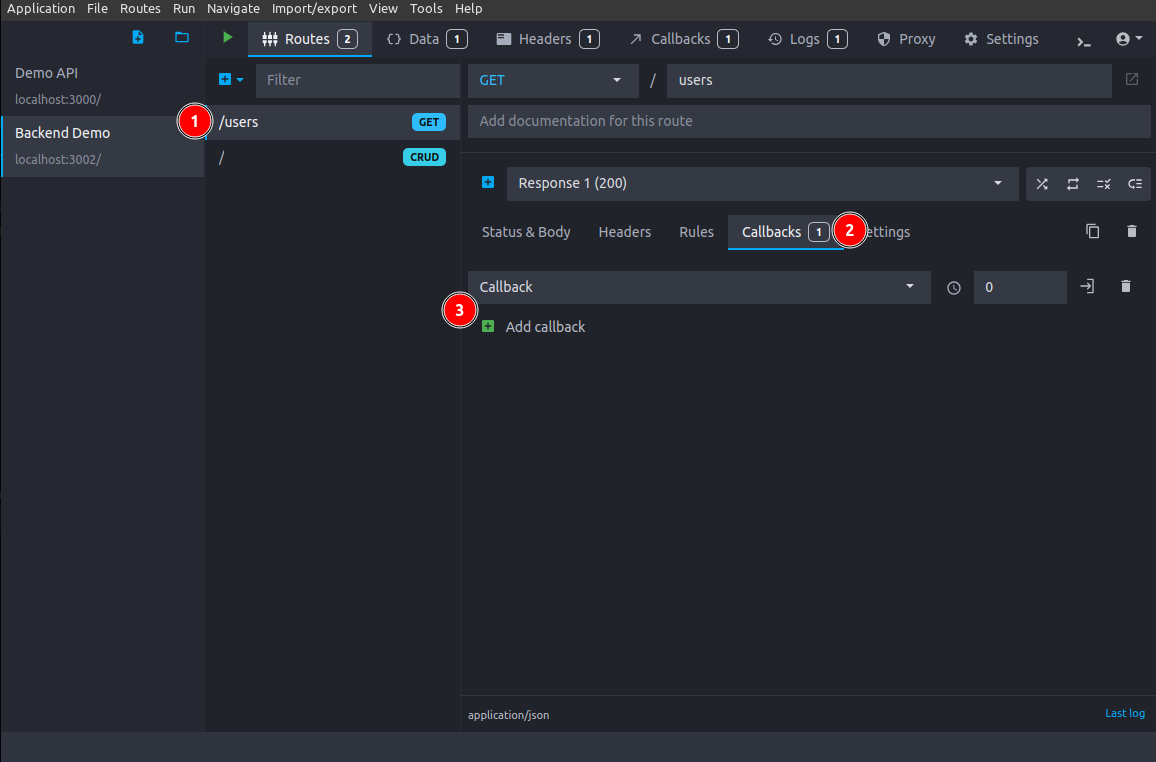 Application File Routes Run Navigate Import/export View Tools Help
Routes 2 Data 1 Headers 1 Callbacks 1 Logs 1 Proxy Settings
Demo API
localhost:3000/
Backend Demo
localhost:3002/
Filter
1 /users GET
/ CRUD
GET / users
Add documentation for this route
Response 1 (200)
Status & Body Headers Rules Callbacks 1 2 ettings
Callback 0
3
Add callback
application/json Last log